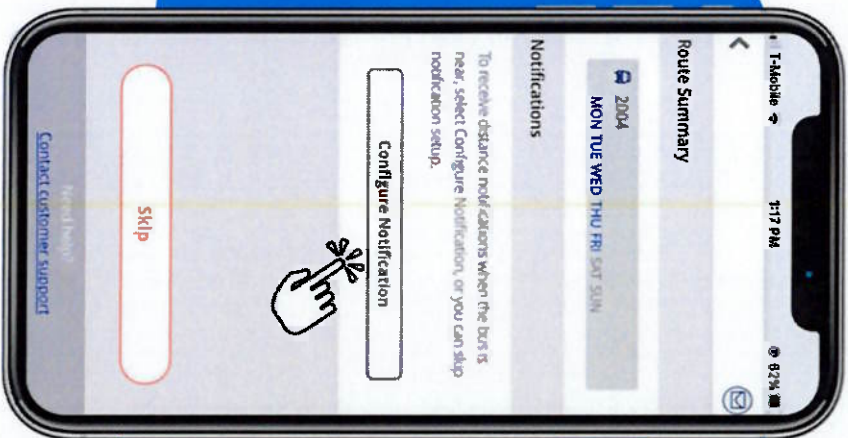 T-Mobile 1:17 PM 62%
Route Summary
2004
MON TUE WED THU FRI SAT SUN
Notifications
To receive distance notifications when the bus is
near, select Configure Notification, or you can skip
notification setup.
Configure Notification
Skip
Need help?
Contact customer support